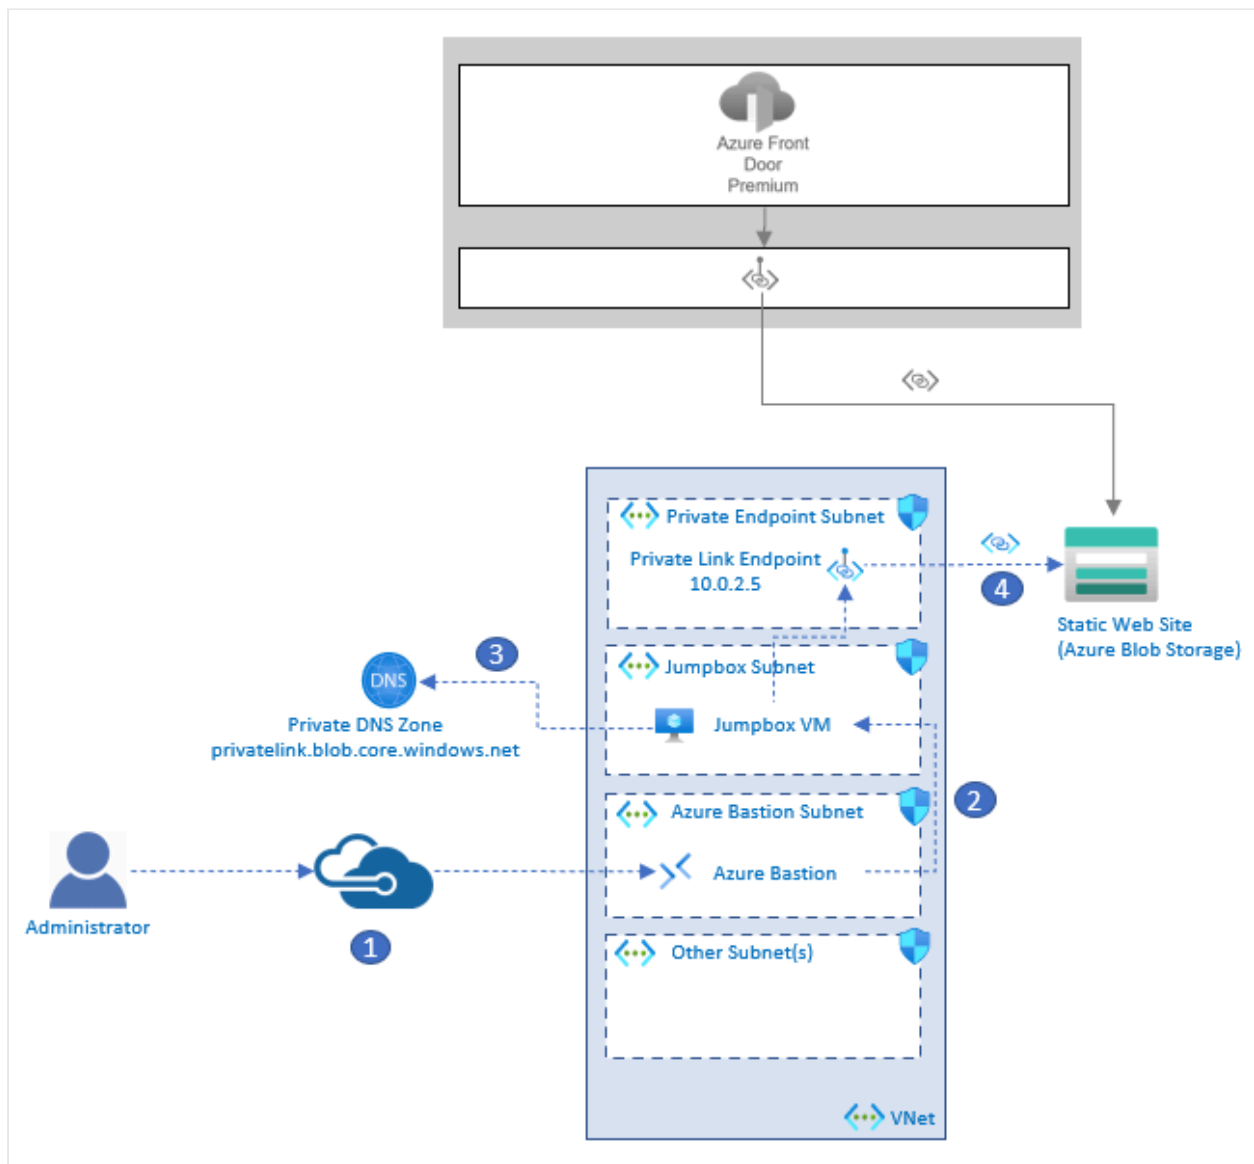 Azure Front
Door
Premium
Private Endpoint Subnet
Private Link Endpoint
10.0.2.5
4
Static Web Site
(Azure Blob Storage)
3
Jumpbox Subnet
DNS
Private DNS Zone
privatelink.blob.core.windows.net
Jumpbox VM
2
Azure Bastion Subnet
Azure Bastion
Administrator
1
Other Subnet(s)
VNet